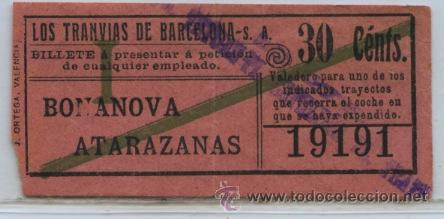 LOS TRANVIAS DE BARCELONA-S. A.
BILLETE á presentar á petición
de cualquier empleado.
BONANOVA
ATARAZANAS
30 Cénts.
Valedero para uno de los
indicados trayectos
que recorra el coche en
que se haya expendido.
19191
J. ORTEGA, VALENCIA
todocoleccion.net